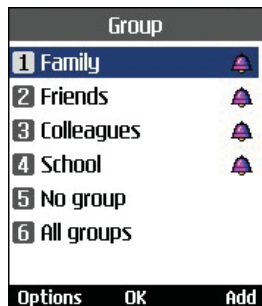 Group
1 Family
2 Friends
3 Colleagues
4 School
5 No group
6 All groups
Options OK Add